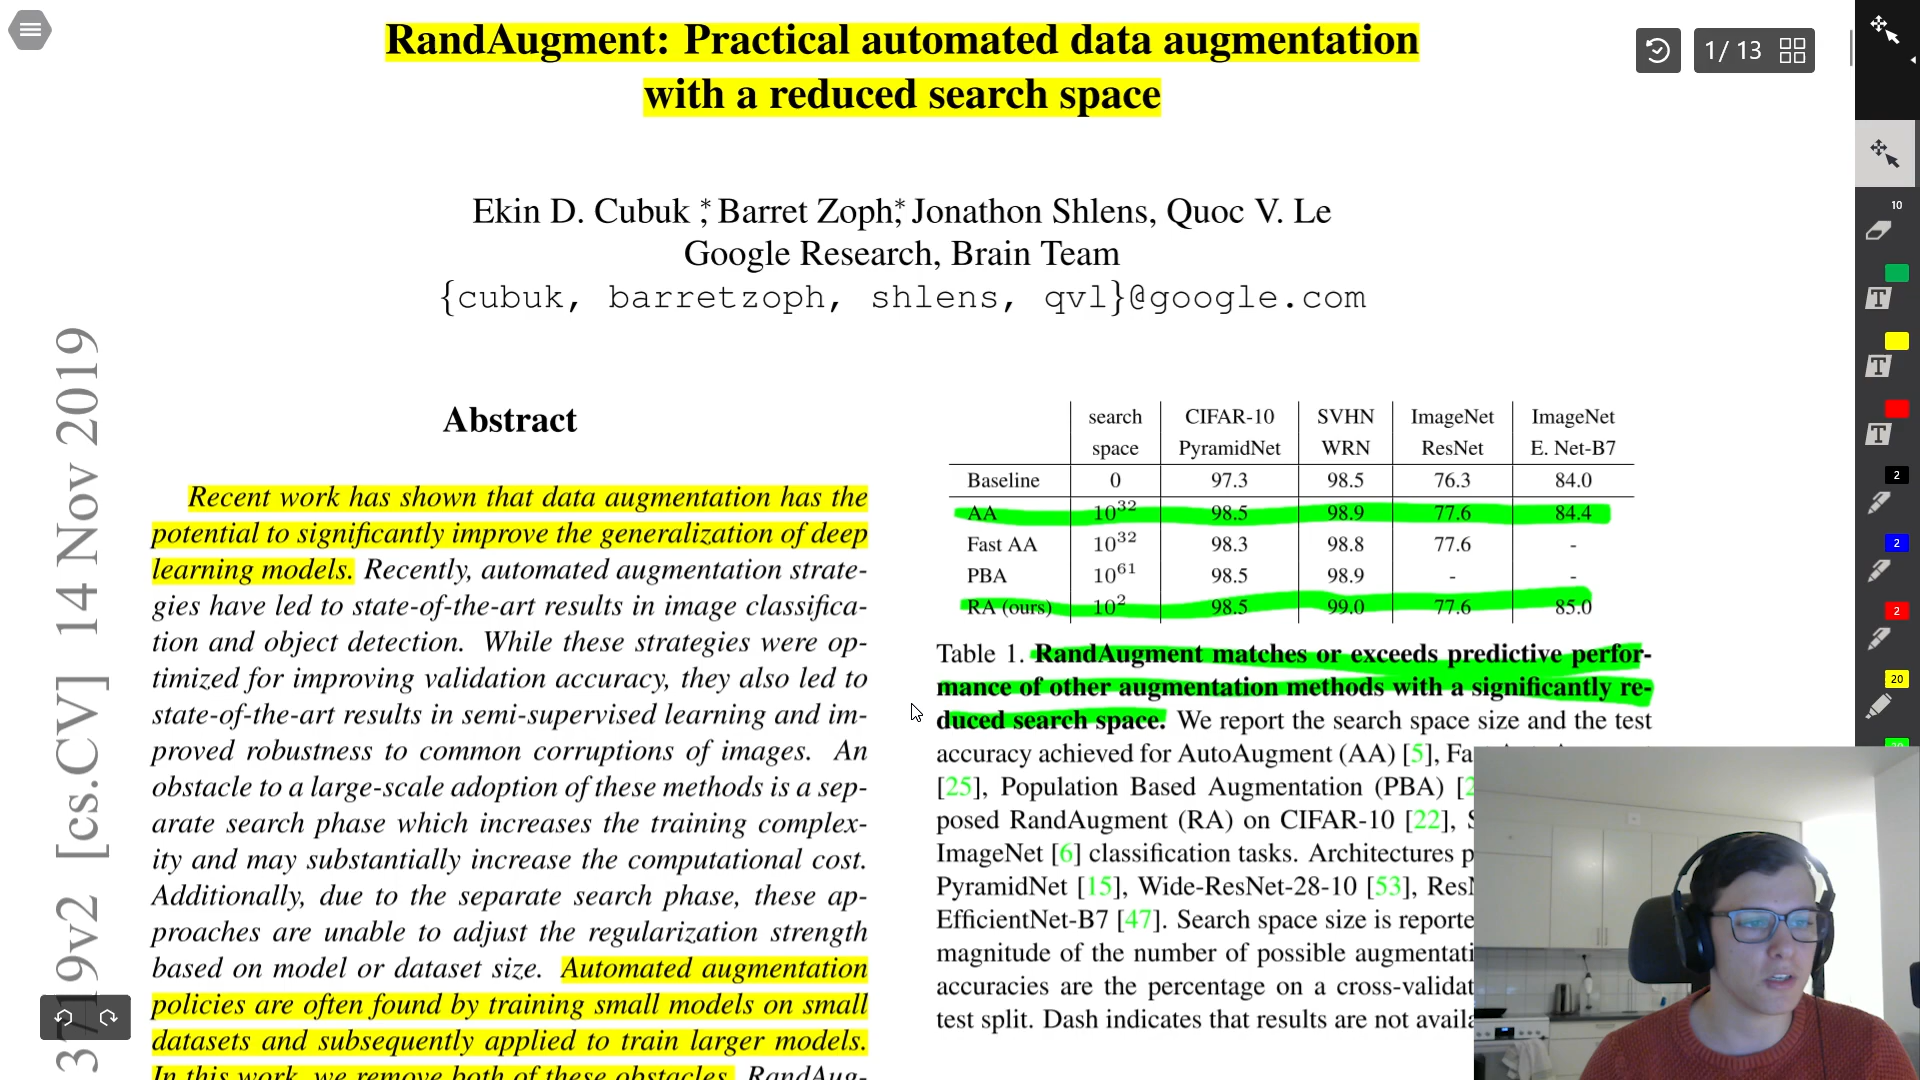 RandAugment: Practical automated data augmentation
with a reduced search space
1/ 13
Ekin D. Cubuk *, Barret Zoph*, Jonathon Shlens, Quoc V. Le
Google Research, Brain Team
{cubuk, barretzoph, shlens, qvl}@google.com
19v2 [cs.CV] 14 Nov 2019
Abstract
Recent work has shown that data augmentation has the
potential to significantly improve the generalization of deep
learning models. Recently, automated augmentation strate-
gies have led to state-of-the-art results in image classifica-
tion and object detection. While these strategies were op-
timized for improving validation accuracy, they also led to
state-of-the-art results in semi-supervised learning and im-
proved robustness to common corruptions of images. An
obstacle to a large-scale adoption of these methods is a sep-
arate search phase which increases the training complex-
ity and may substantially increase the computational cost.
Additionally, due to the separate search phase, these ap-
proaches are unable to adjust the regularization strength
based on model or dataset size. Automated augmentation
policies are often found by training small models on small
datasets and subsequently applied to train larger models.
In this work, we remove both of these obstacles. RandAug-
search CIFAR-10 SVHN ImageNet ImageNet
space PyramidNet WRN ResNet E. Net-B7
Baseline 0 97.3 98.5 76.3 84.0
AA 10³² 98.5 98.9 77.6 84.4
Fast AA 10³² 98.3 98.8 77.6 -
PBA 10⁶¹ 98.5 98.9 - -
RA (ours) 10² 98.5 99.0 77.6 85.0
Table 1. RandAugment matches or exceeds predictive perfor-
mance of other augmentation methods with a significantly re-
duced search space. We report the search space size and the test
accuracy achieved for AutoAugment (AA) [5], Fa
[25], Population Based Augmentation (PBA) [2
posed RandAugment (RA) on CIFAR-10 [22], S
ImageNet [6] classification tasks. Architectures p
PyramidNet [15], Wide-ResNet-28-10 [53], Res
EfficientNet-B7 [47]. Search space size is reporte
magnitude of the number of possible augmentati
accuracies are the percentage on a cross-validat
test split. Dash indicates that results are not availa
10
T
T
T
2
2
2
20